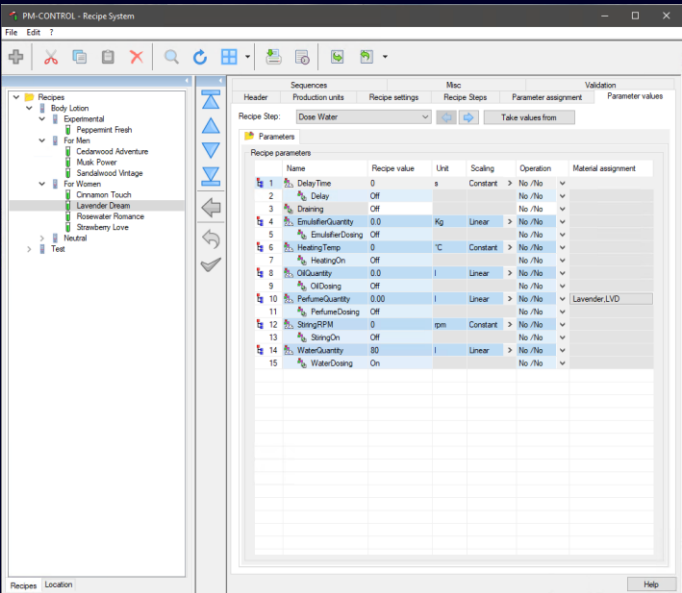 PM-CONTROL - Recipe System
File Edit ?
Recipes
Body Lotion
Experimental
Peppermint Fresh
For Men
Cedarwood Adventure
Musk Power
Sandalwood Vintage
For Women
Cinnamon Touch
Lavender Dream
Rosewater Romance
Strawberry Love
Neutral
Test
Recipes Location
Sequences Misc Validation
Header Production units Recipe settings Recipe Steps Parameter assignment Parameter values
Recipe Step: Dose Water Take values from
Parameters
Recipe parameters
Name Recipe value Unit Scaling Operation Material assignment
1 DelayTime 0 s Constant > No /No
2 Delay Off No /No
3 Draining Off No /No
4 EmulsifierQuantity 0.0 Kg Linear > No /No
5 EmulsifierDosing Off No /No
6 HeatingTemp 0 °C Constant > No /No
7 HeatingOn Off No /No
8 OilQuantity 0.0 l Linear > No /No
9 OilDosing Off No /No
10 PerfumeQuantity 0.00 l Linear > No /No Lavender,LVD
11 PerfumeDosing Off No /No
12 StiringRPM 0 rpm Constant > No /No
13 StiringOn Off No /No
14 WaterQuantity 80 l Linear > No /No
15 WaterDosing On No /No
Help